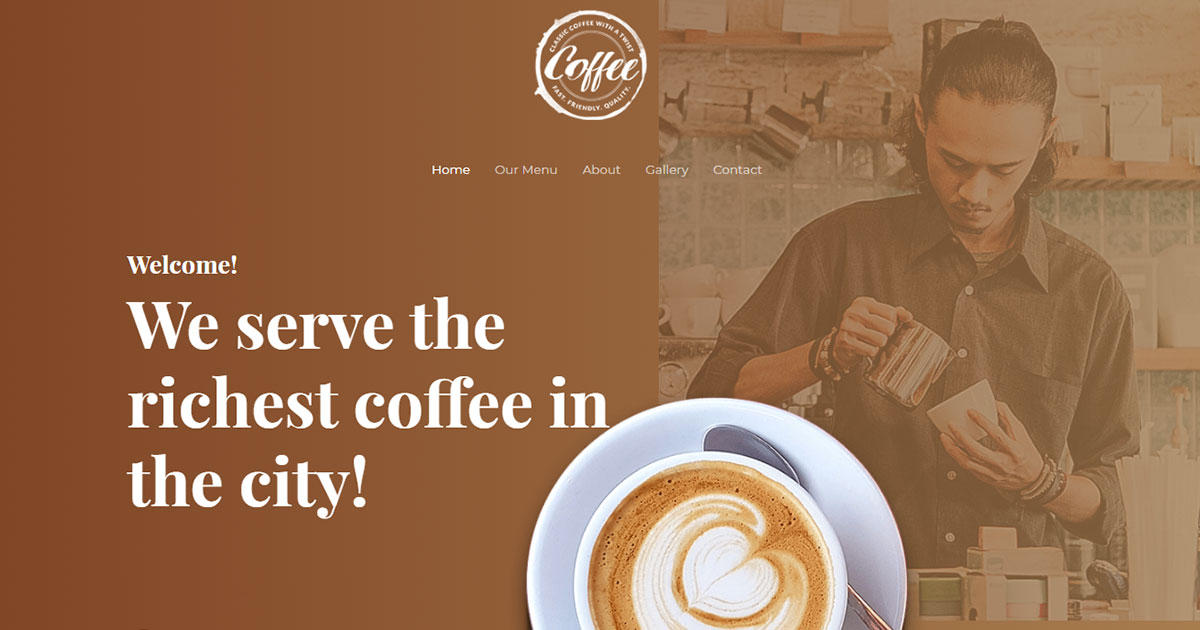 CLASSIC COFFEE WITH A TWIST
Coffee
FAST. FRIENDLY. QUALITY.
Home Our Menu About Gallery Contact
Welcome!
We serve the
richest coffee in
the city!